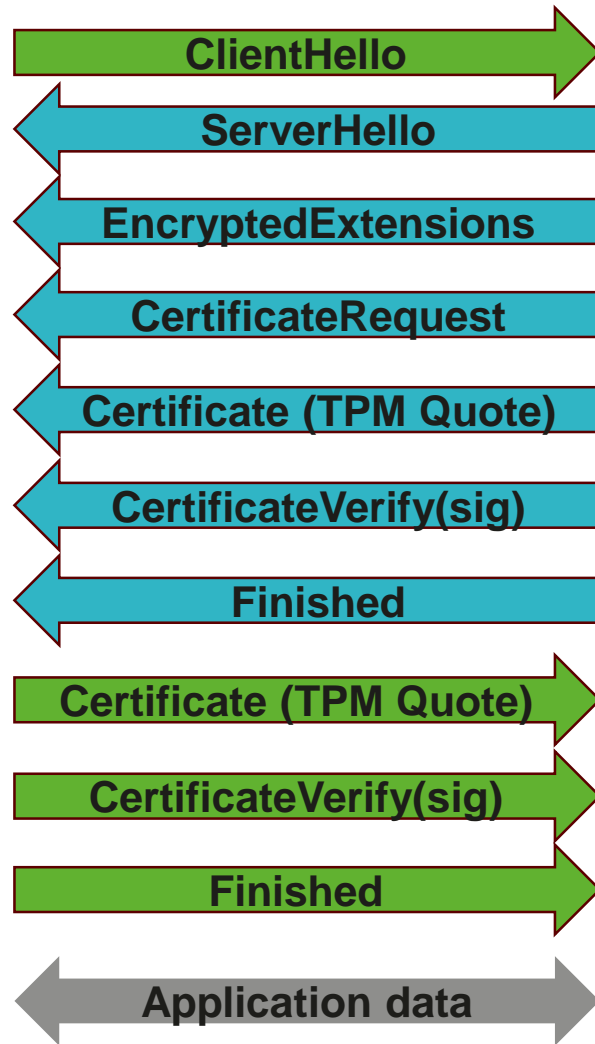 ClientHello
ServerHello
EncryptedExtensions
CertificateRequest
Certificate (TPM Quote)
CertificateVerify(sig)
Finished
Certificate (TPM Quote)
CertificateVerify(sig)
Finished
Application data